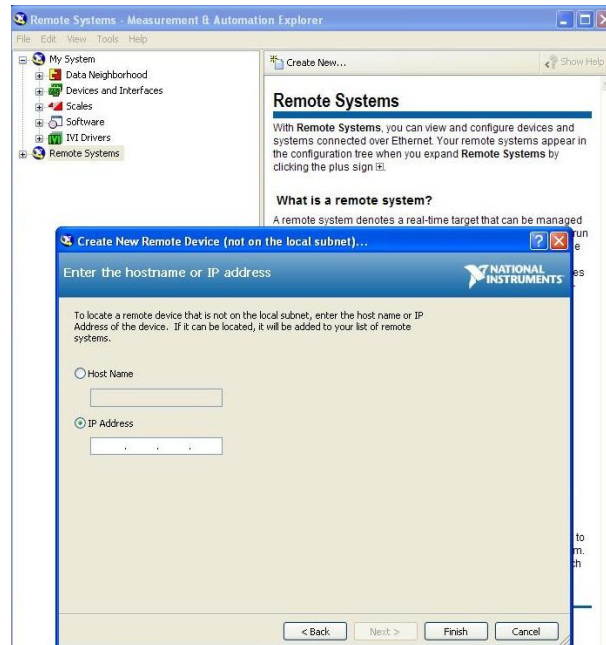 Remote Systems - Measurement & Automation Explorer
File Edit View Tools Help
My System
Data Neighborhood
Devices and Interfaces
Scales
Software
IVI Drivers
Remote Systems
Create New...
Show Help
Remote Systems
With Remote Systems, you can view and configure devices and
systems connected over Ethernet. Your remote systems appear in
the configuration tree when you expand Remote Systems by
clicking the plus sign
What is a remote system?
A remote system denotes a real-time target that can be managed
run
e
es
Create New Remote Device (not on the local subnet)...
Enter the hostname or IP address
NATIONAL
INSTRUMENTS
To locate a remote device that is not on the local subnet, enter the host name or IP
Address of the device. If it can be located, it will be added to your list of remote
systems.
Host Name
IP Address
. . .
to
m.
ch
< Back Next > Finish Cancel